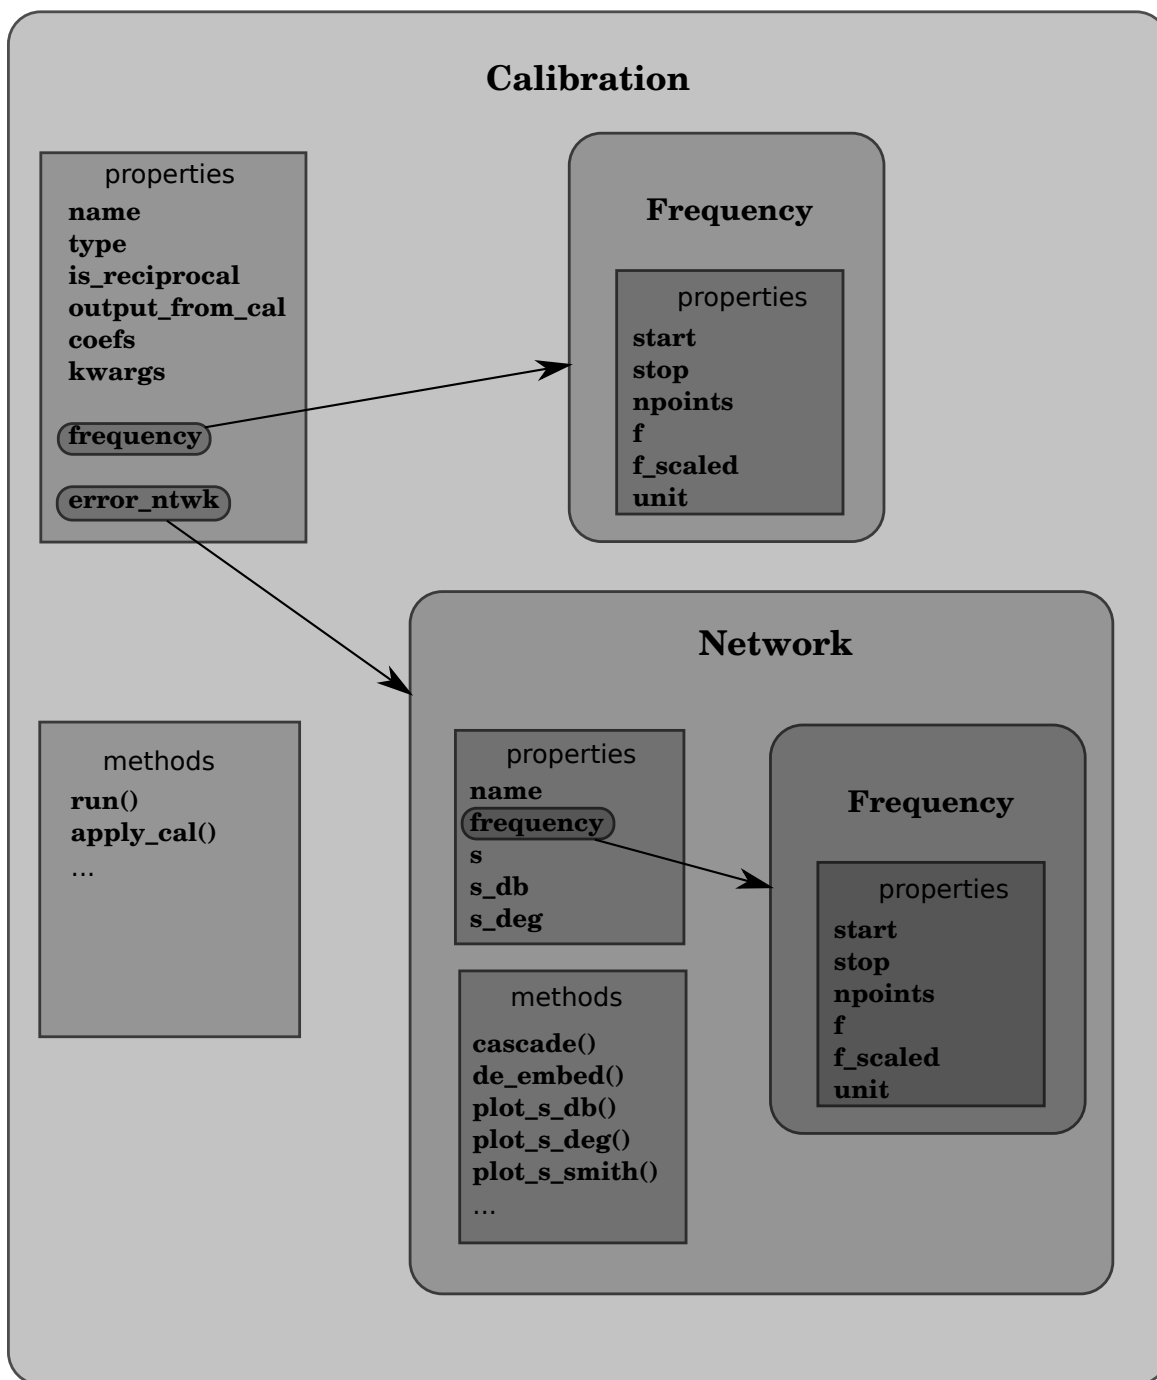 Calibration
properties
name
type
is_reciprocal
output_from_cal
coefs
kwargs
frequency
error_ntwk
Frequency
properties
start
stop
npoints
f
f_scaled
unit
methods
run()
apply_cal()
...
Network
properties
name
frequency
s
s_db
s_deg
methods
cascade()
de_embed()
plot_s_db()
plot_s_deg()
plot_s_smith()
...
Frequency
properties
start
stop
npoints
f
f_scaled
unit